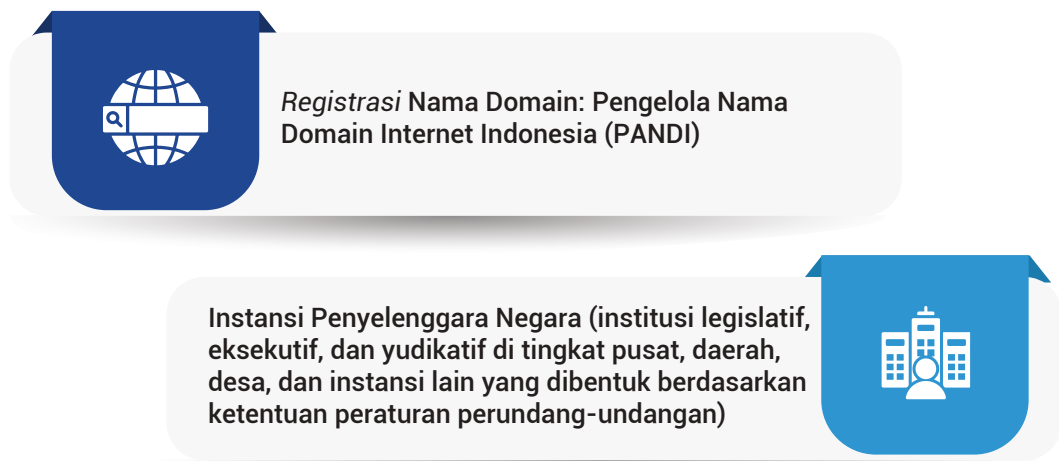 Registrasi Nama Domain: Pengelola Nama
Domain Internet Indonesia (PANDI)
Instansi Penyelenggara Negara (institusi legislatif,
eksekutif, dan yudikatif di tingkat pusat, daerah,
desa, dan instansi lain yang dibentuk berdasarkan
ketentuan peraturan perundang-undangan)